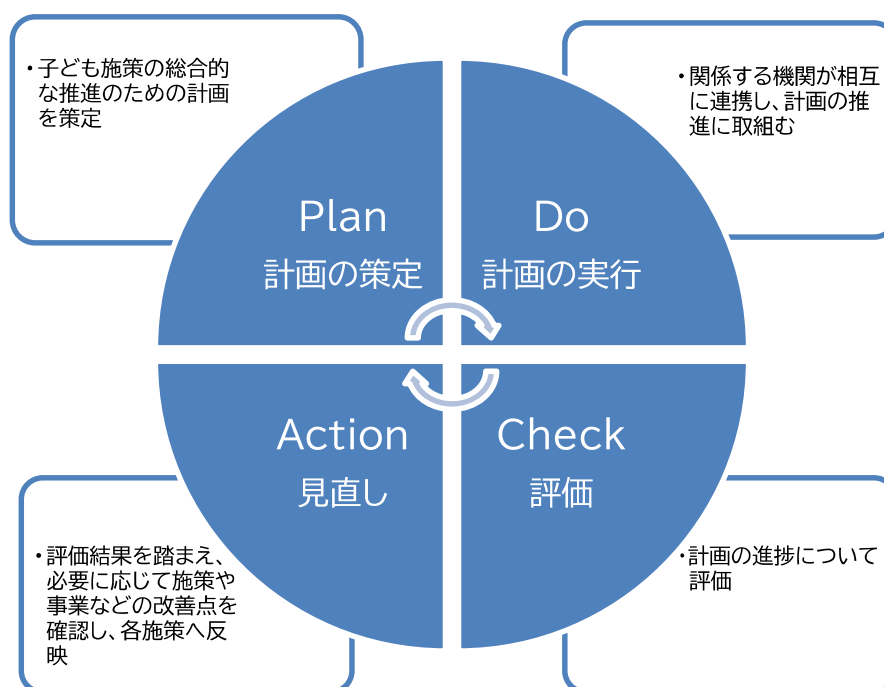 ・子ども施策の総合的
な推進のための計画
を策定
・関係する機関が相互
に連携し、計画の推
進に取組む
Plan
計画の策定
Do
計画の実行
Action
見直し
Check
評価
・評価結果を踏まえ、
必要に応じて施策や
事業などの改善点を
確認し、各施策へ反
映
・計画の進捗について
評価